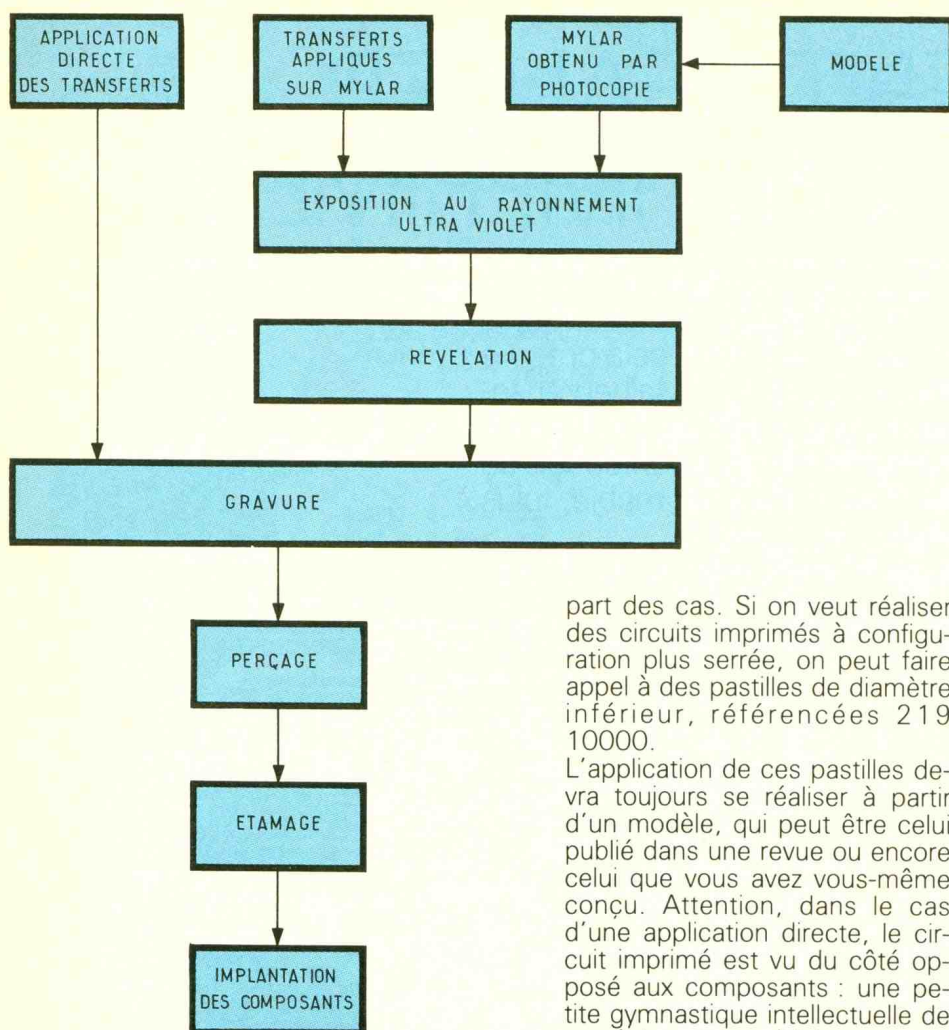 APPLICATION
DIRECTE
DES TRANSFERTS
TRANSFERTS
APPLIQUES
SUR MYLAR
MYLAR
OBTENU PAR
PHOTOCOPIE
MODELE
EXPOSITION AU RAYONNEMENT
ULTRA VIOLET
REVELATION
GRAVURE
PERÇAGE
ETAMAGE
IMPLANTATION
DES COMPOSANTS
part des cas. Si on veut réaliser
des circuits imprimés à configu-
ration plus serrée, on peut faire
appel à des pastilles de diamètre
inférieur, référencées 219
10000.
L'application de ces pastilles de-
vra toujours se réaliser à partir
d'un modèle, qui peut être celui
publié dans une revue ou encore
celui que vous avez vous-même
conçu. Attention, dans le cas
d'une application directe, le cir-
cuit imprimé est vu du côté op-
posé aux composants : une pe-
tite gymnastique intellectuelle de